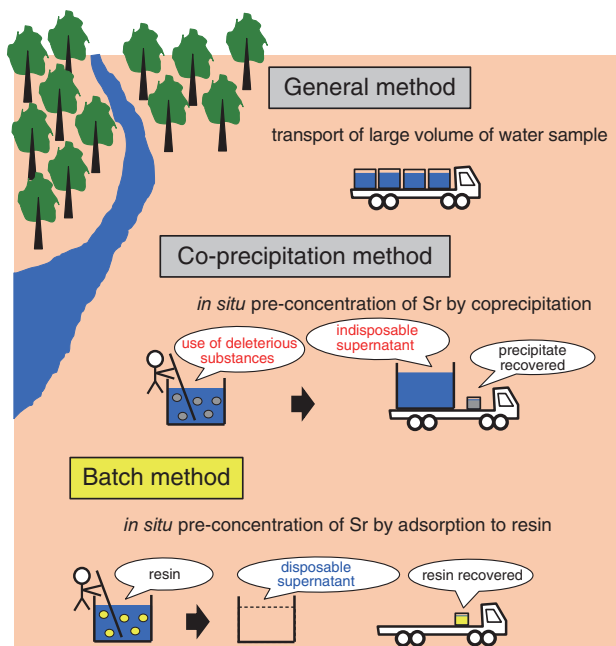 General method
transport of large volume of water sample
Co-precipitation method
in situ pre-concentration of Sr by coprecipitation
use of deleterious
substances
indisposable
supernatant
precipitate
recovered
Batch method
in situ pre-concentration of Sr by adsorption to resin
resin
disposable
supernatant
resin recovered